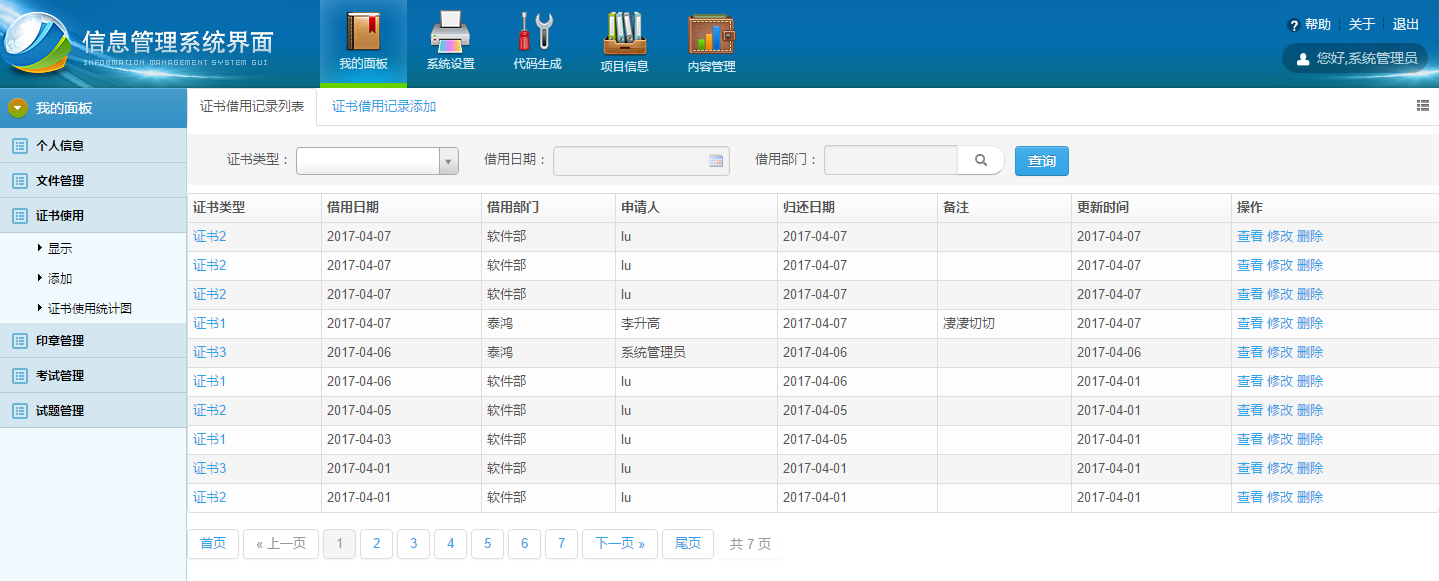 信息管理系统界面
INFORMATION MANAGEMENT SYSTEM GUI
我的面板 系统设置 代码生成 项目信息 内容管理
帮助 关于 退出
您好,系统管理员
我的面板
个人信息
文件管理
证书使用
显示
添加
证书使用统计图
印章管理
考试管理
试题管理
证书借用记录列表 证书借用记录添加
证书类型： 借用日期： 借用部门： 查询
证书类型 借用日期 借用部门 申请人 归还日期 备注 更新时间 操作
证书2 2017-04-07 软件部 lu 2017-04-07 2017-04-07 查看 修改 删除
证书2 2017-04-07 软件部 lu 2017-04-07 2017-04-07 查看 修改 删除
证书2 2017-04-07 软件部 lu 2017-04-07 2017-04-07 查看 修改 删除
证书1 2017-04-07 泰鸿 李升高 2017-04-07 凄凄切切 2017-04-07 查看 修改 删除
证书3 2017-04-06 泰鸿 系统管理员 2017-04-06 2017-04-06 查看 修改 删除
证书1 2017-04-06 软件部 lu 2017-04-06 2017-04-01 查看 修改 删除
证书2 2017-04-05 软件部 lu 2017-04-05 2017-04-01 查看 修改 删除
证书1 2017-04-03 软件部 lu 2017-04-05 2017-04-01 查看 修改 删除
证书3 2017-04-01 软件部 lu 2017-04-01 2017-04-01 查看 修改 删除
证书2 2017-04-01 软件部 lu 2017-04-01 2017-04-01 查看 修改 删除
首页 « 上一页 1 2 3 4 5 6 7 下一页 » 尾页 共 7 页